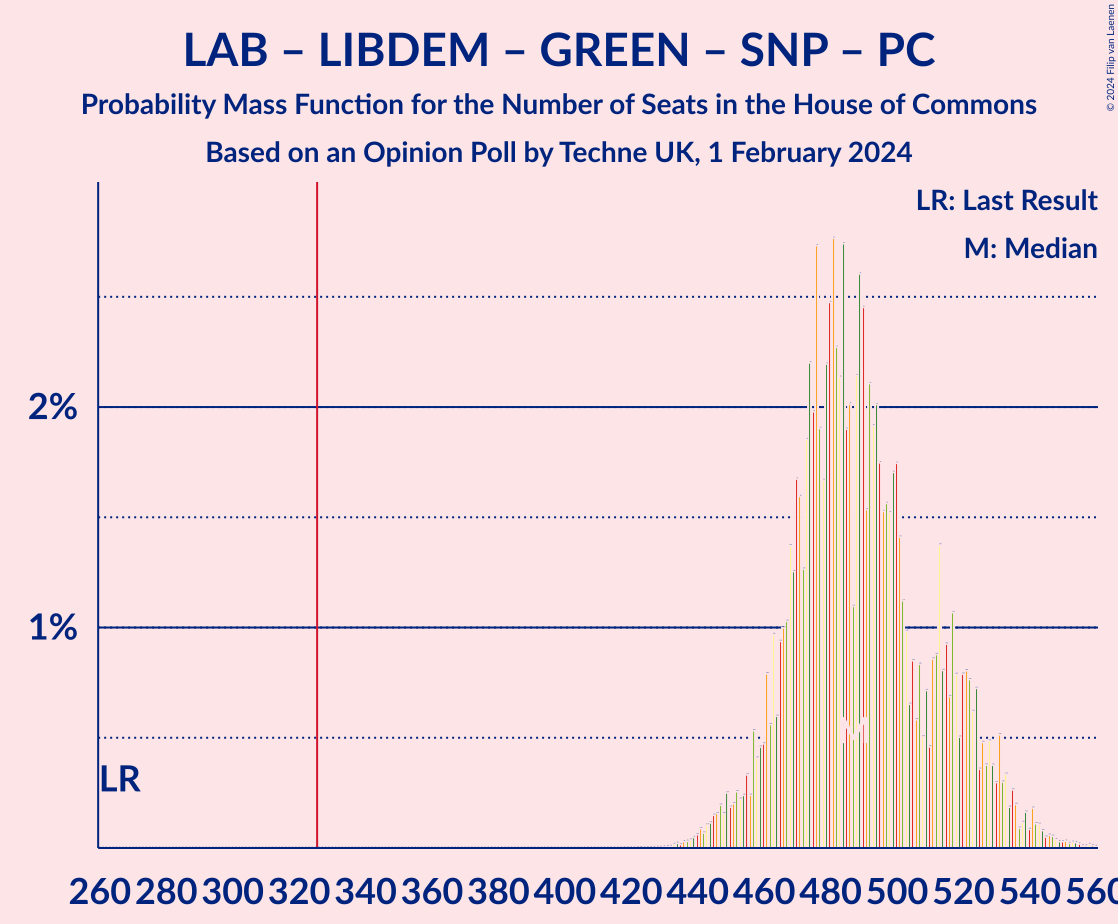 LAB – LIBDEM – GREEN – SNP – PC
Probability Mass Function for the Number of Seats in the House of Commons
Based on an Opinion Poll by Techne UK, 1 February 2024
© 2024 Filip van Laenen
LR: Last Result
M: Median
2%
1%
LR
260 280 300 320 340 360 380 400 420 440 460 480 500 520 540 560